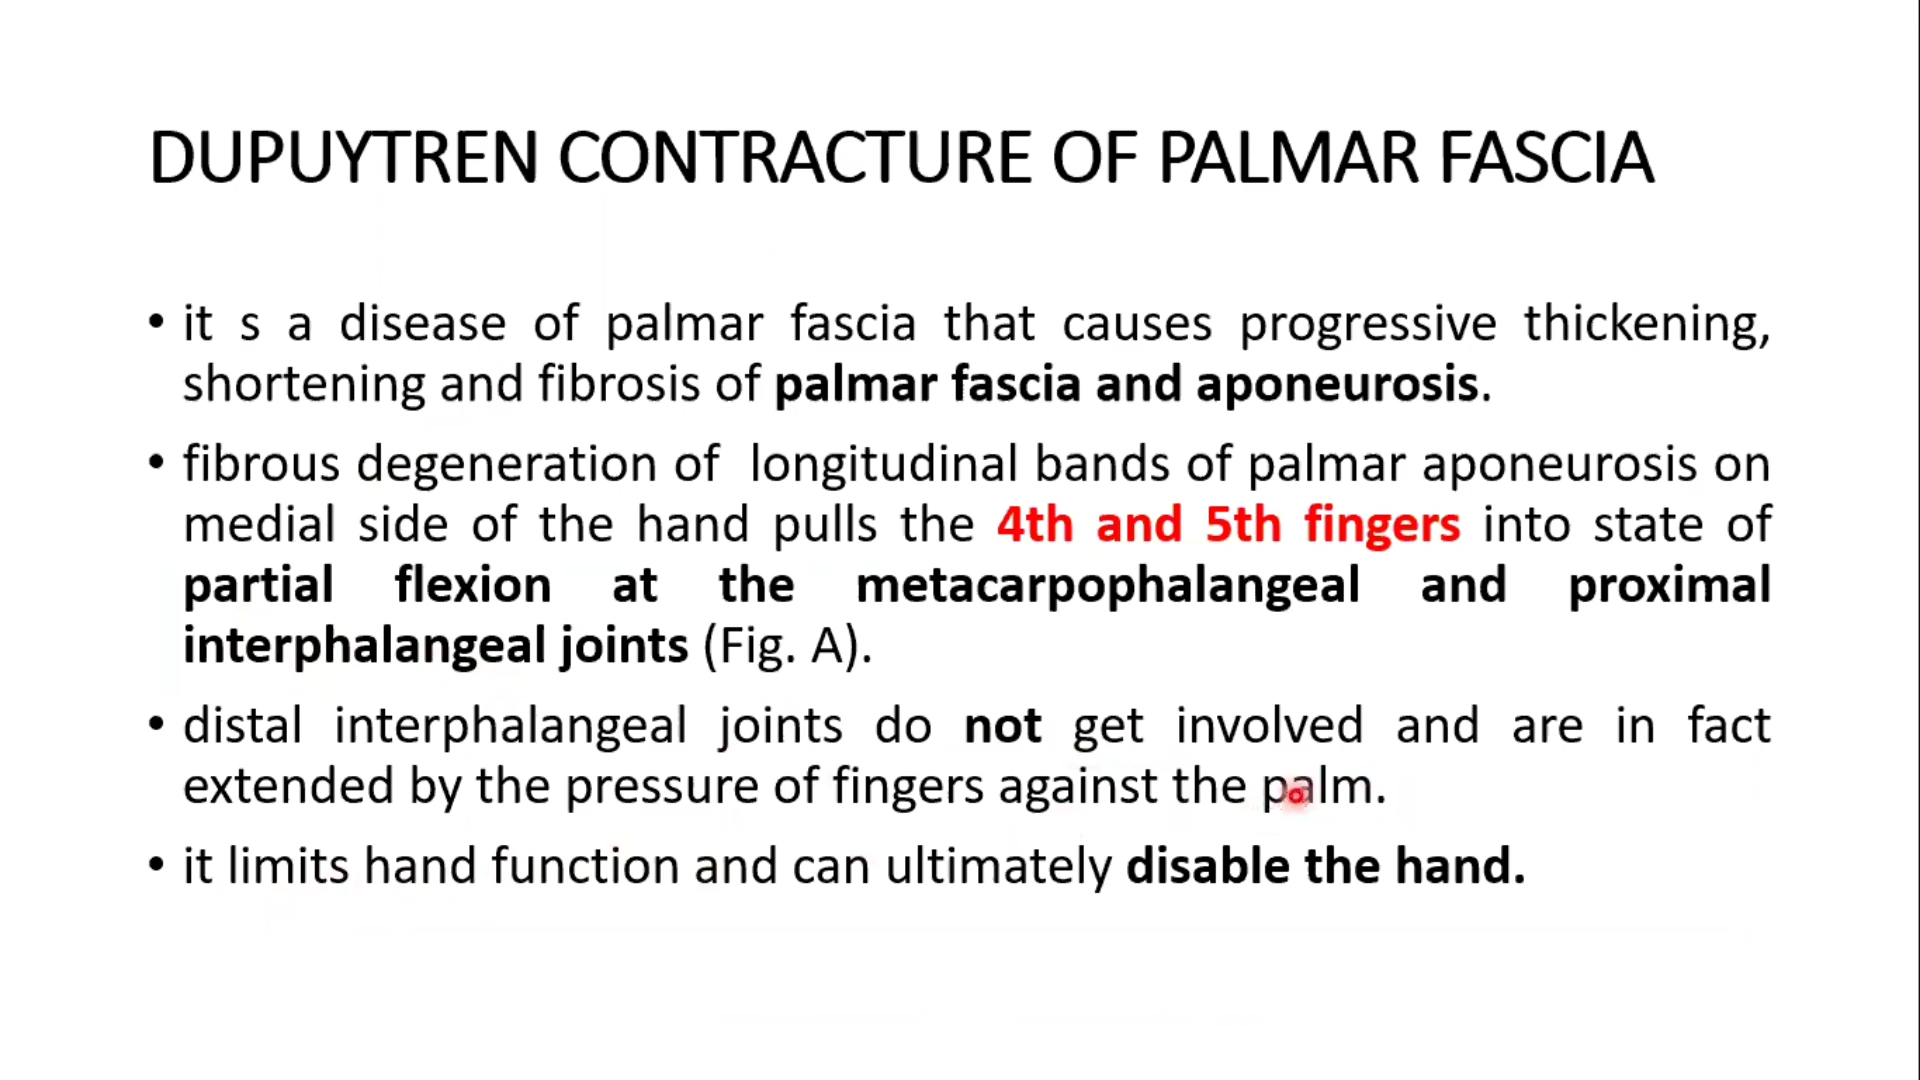 DUPUYTREN CONTRACTURE OF PALMAR FASCIA
• it s a disease of palmar fascia that causes progressive thickening,
shortening and fibrosis of palmar fascia and aponeurosis.
• fibrous degeneration of longitudinal bands of palmar aponeurosis on
medial side of the hand pulls the 4th and 5th fingers into state of
partial flexion at the metacarpophalangeal and proximal
interphalangeal joints (Fig. A).
• distal interphalangeal joints do not get involved and are in fact
extended by the pressure of fingers against the palm.
• it limits hand function and can ultimately disable the hand.